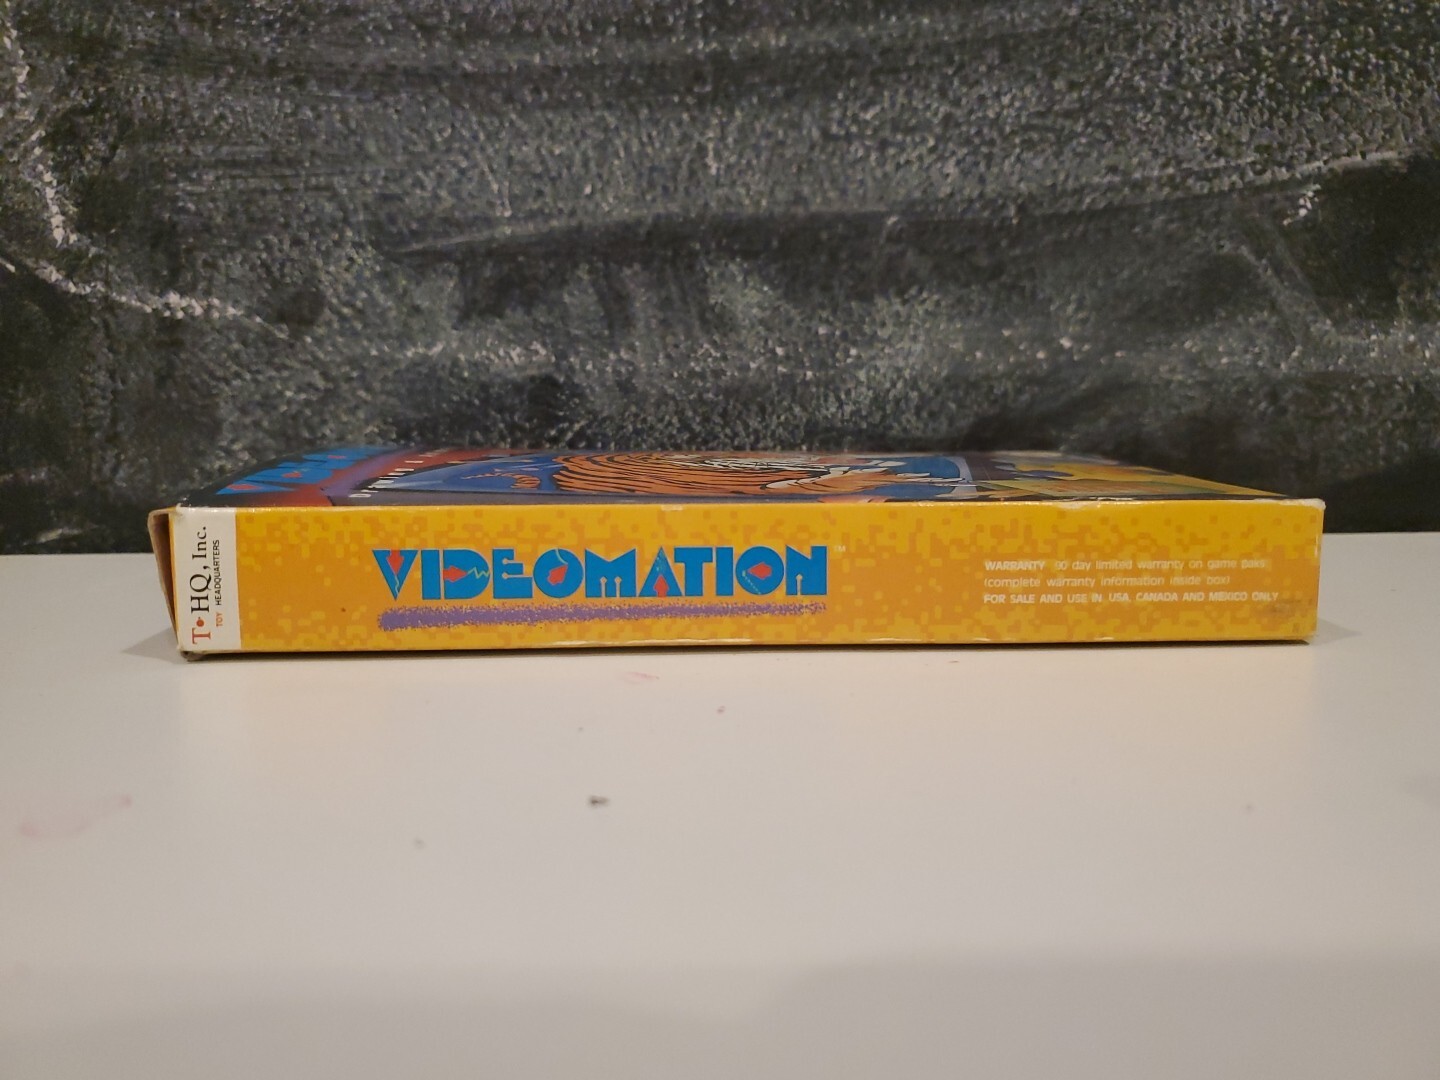 T•HQ, Inc.
TOY HEADQUARTERS
VIDEOMATION™
WARRANTY 90 day limited warranty on game paks
(complete warranty information inside box)
FOR SALE AND USE IN USA, CANADA AND MEXICO ONLY